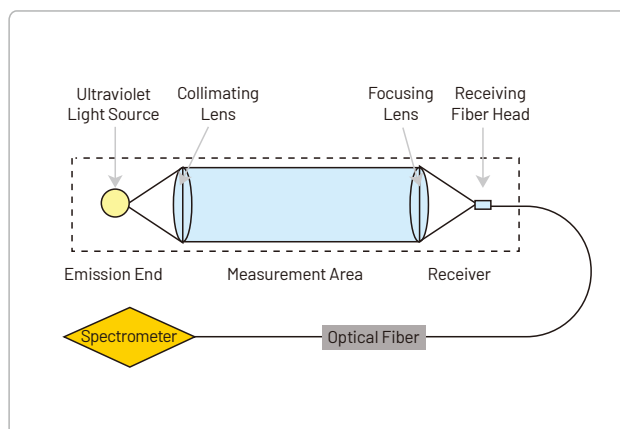 Ultraviolet
Light Source
Collimating
Lens
Focusing
Lens
Receiving
Fiber Head
Emission End
Measurement Area
Receiver
Spectrometer
Optical Fiber